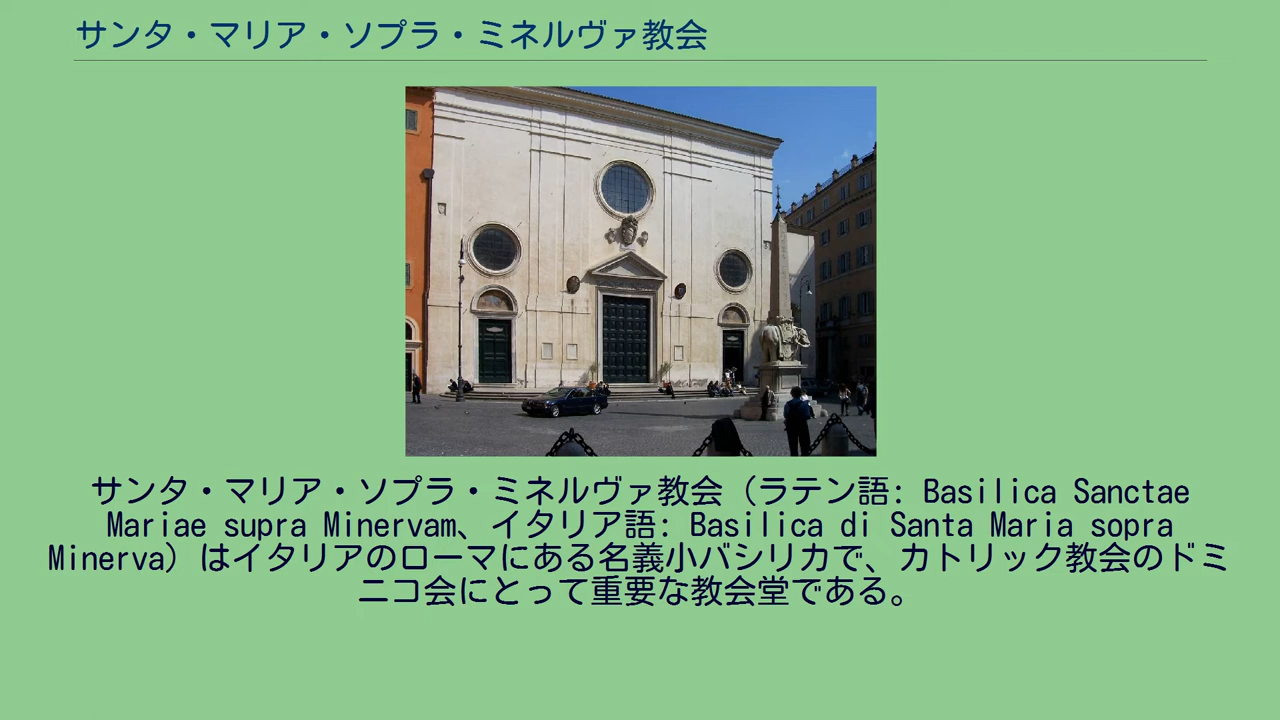 サンタ・マリア・ソプラ・ミネルヴァ教会
サンタ・マリア・ソプラ・ミネルヴァ教会（ラテン語: Basilica Sanctae
Mariae supra Minervam、イタリア語: Basilica di Santa Maria sopra
Minerva）はイタリアのローマにある名義小バシリカで、カトリック教会のドミ
ニコ会にとって重要な教会堂である。